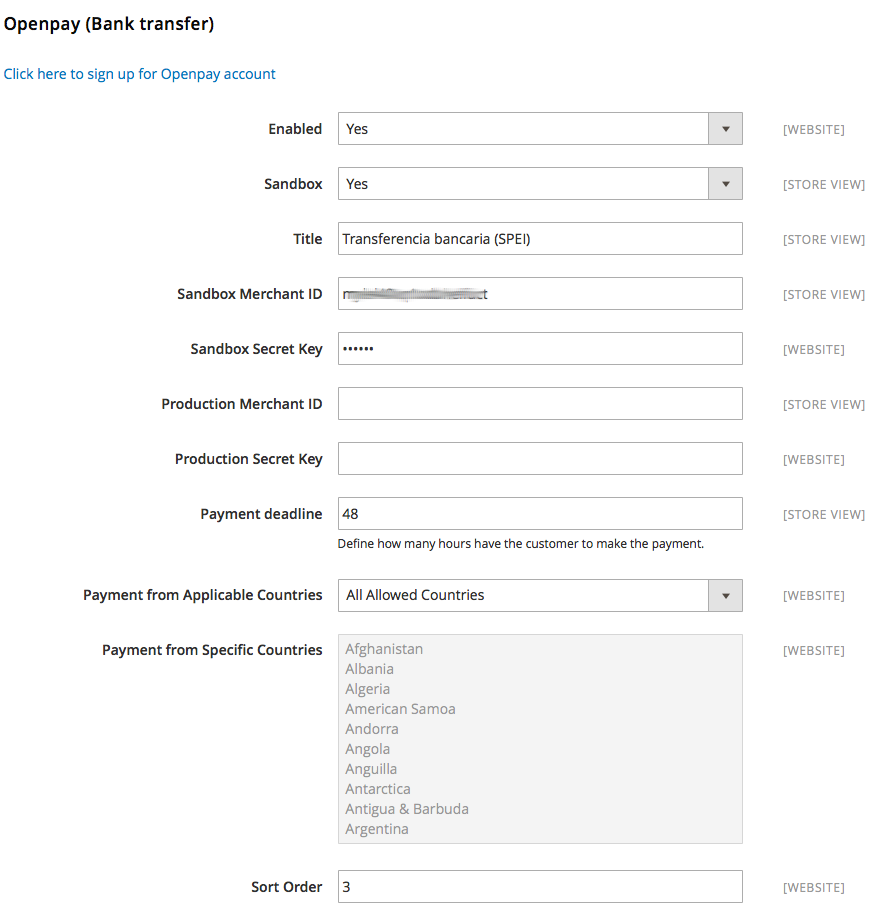 Openpay (Bank transfer)
Click here to sign up for Openpay account
Enabled Yes [WEBSITE]
Sandbox Yes [STORE VIEW]
Title Transferencia bancaria (SPEI) [STORE VIEW]
Sandbox Merchant ID [STORE VIEW]
Sandbox Secret Key •••••• [WEBSITE]
Production Merchant ID [STORE VIEW]
Production Secret Key [WEBSITE]
Payment deadline 48 [STORE VIEW]
Define how many hours have the customer to make the payment.
Payment from Applicable Countries All Allowed Countries [WEBSITE]
Payment from Specific Countries [WEBSITE]
Afghanistan
Albania
Algeria
American Samoa
Andorra
Angola
Anguilla
Antarctica
Antigua & Barbuda
Argentina
Sort Order 3 [WEBSITE]